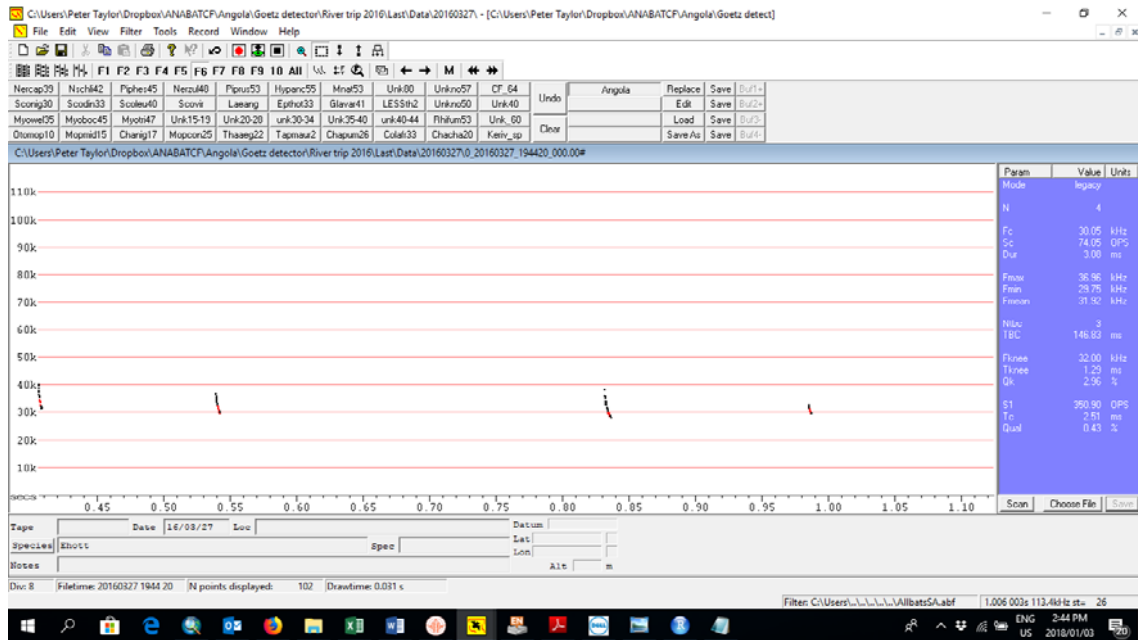 C:\Users\Peter Taylor\Dropbox\ANABATCF\Angola\Goetz detector\River trip 2016\Last\Data\20160327\ - [C:\Users\Peter Taylor\Dropbox\ANABATCF\Angola\Goetz detect]
File Edit View Filter Tools Record Window Help
F1 F2 F3 F4 F5 F6 F7 F8 F9 10 All M
Nercap39 Nschli42 Piphes45 Nerzul48 Piprus53 Hypanc55 Mnat53 Unk80 Unkno57 CF_64 Undo Angola Replace Save Buf1+
Sconig30 Scodin33 Scoleu40 Scovir Laeang Epthot33 Glavar41 LESSth2 Unkno50 Unk40 Edit Save Buf2+
Myowel35 Myoboc45 Myotri47 Unk15-19 Unk20-28 unk30-34 Unk35-40 unk40-44 Rhifum53 Unk_60 Clear Load Save Buf3-
Otomop10 Mopmid15 Charig17 Mopcon25 Thaaeg22 Tapmaur2 Chapum26 Colafr33 Chacha20 Keriv_sp Save As Save Buf4-
C:\Users\Peter Taylor\Dropbox\ANABATCF\Angola\Goetz detector\River trip 2016\Last\Data\20160327\0_20160327_194420_000.00#
Param Value Units
Mode legacy
N 4
Fc 30.05 kHz
Sc 74.05 OPS
Dur 3.08 ms
Fmax 36.96 kHz
Fmin 29.75 kHz
Fmean 31.92 kHz
Ntbc 3
TBC 146.83 ms
Fknee 32.00 kHz
Tknee 1.29 ms
Qk 2.96 %
S1 350.90 OPS
Tc 2.51 ms
Qual 0.43 %
110k
100k
90k
80k
70k
60k
50k
40k
30k
20k
10k
secs 0.45 0.50 0.55 0.60 0.65 0.70 0.75 0.80 0.85 0.90 0.95 1.00 1.05 1.10
Scan Choose File Save
Tape Date 16/03/27 Loc Datum
Species Ehott Spec Lat
Lon
Notes Alt m
Div: 8 Filetime: 20160327 1944 20 N points displayed: 102 Drawtime: 0.031 s
Filter: C:\Users\...\...\...\...\...\AllbatsSA.abf 1.006 003s 113.4kHz st= 26
ENG 2:44 PM
US 2018/01/03
20